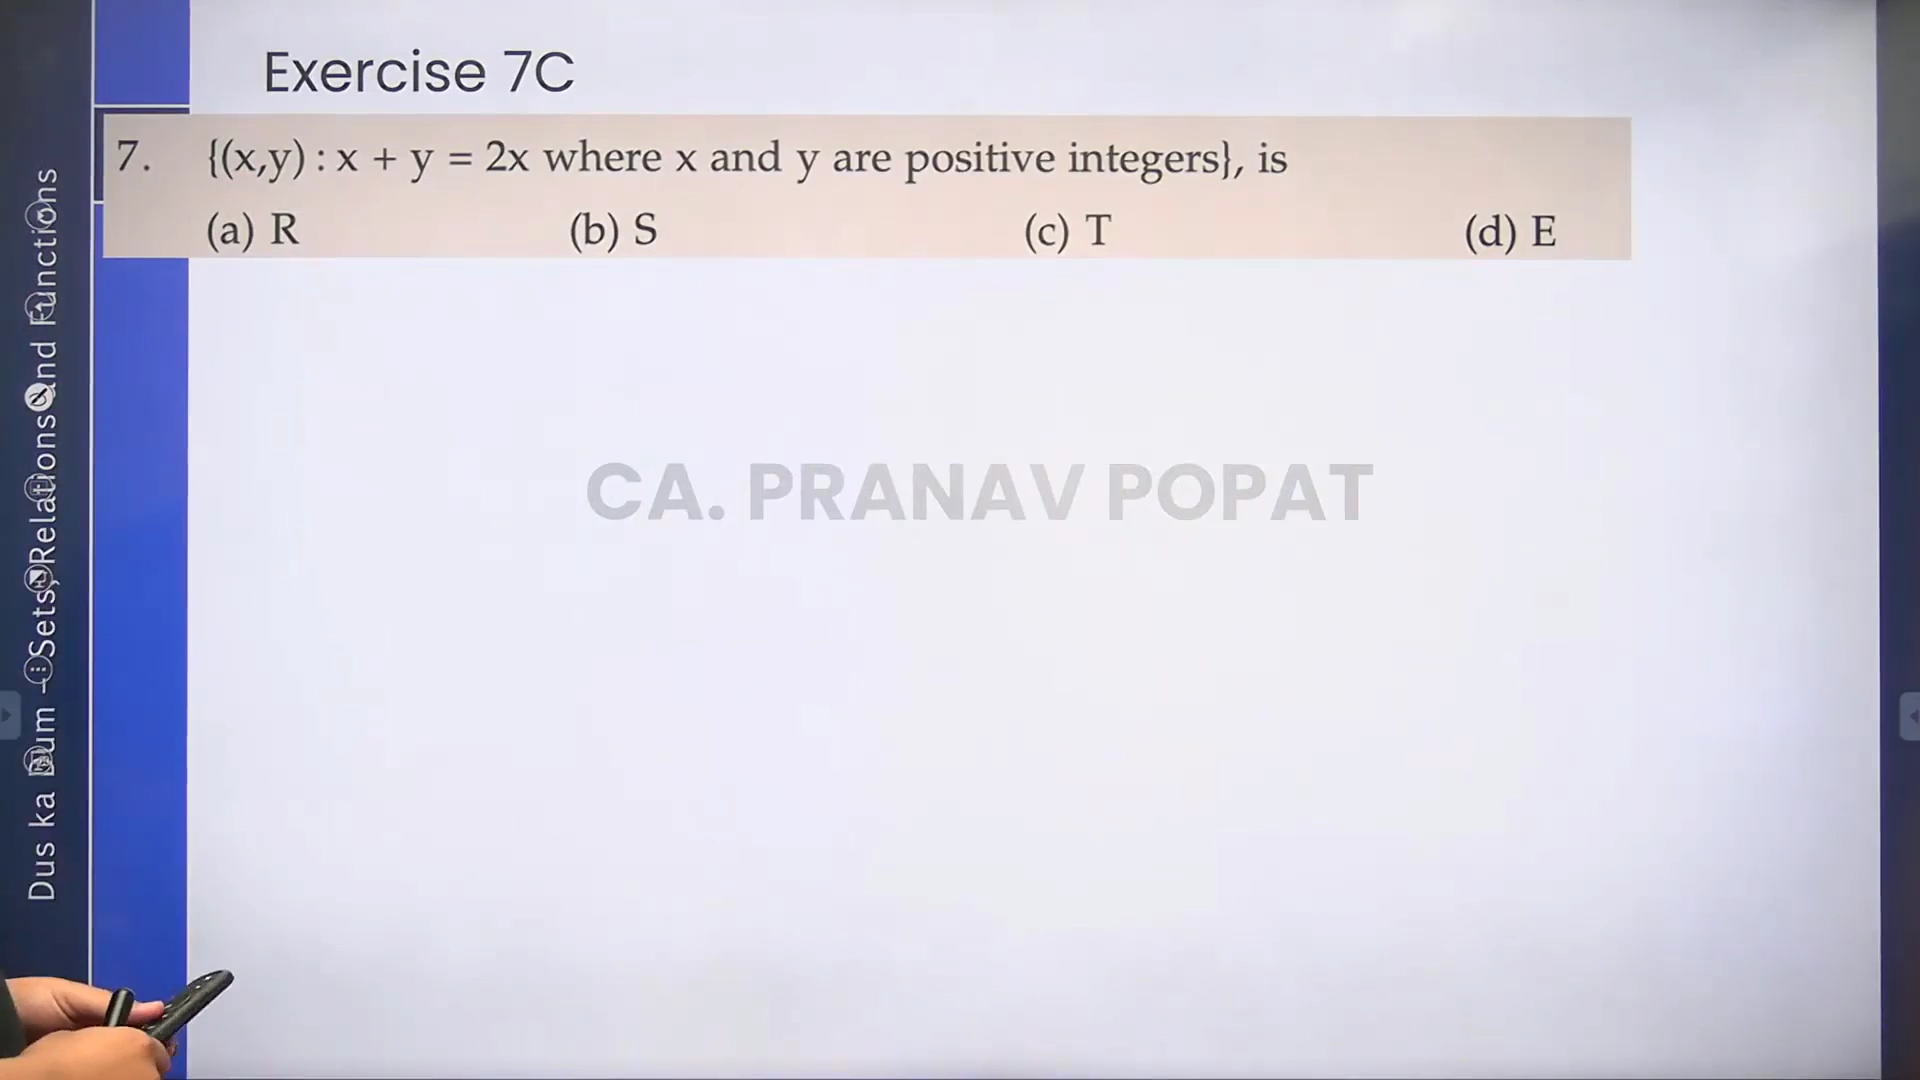 Exercise 7C
7. {(x,y) : x + y = 2x where x and y are positive integers}, is
(a) R (b) S (c) T (d) E
CA. PRANAV POPAT
Dus ka Dum - Sets, Relations and Functions